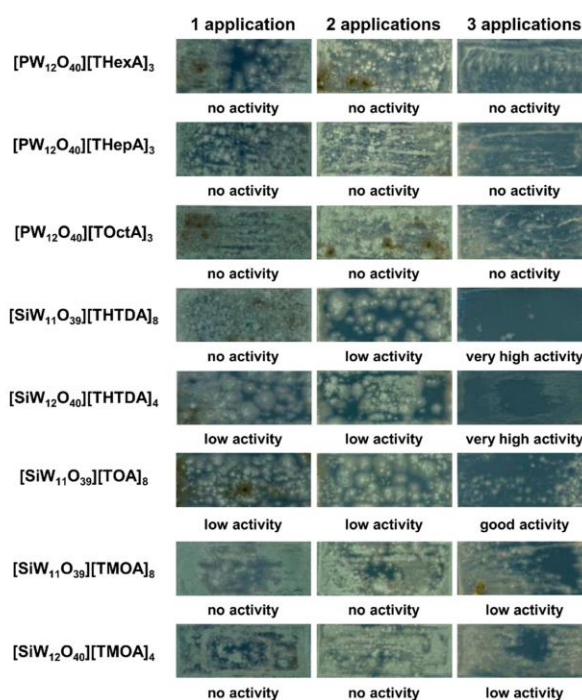 1 application 2 applications 3 applications
[PW₁₂O₄₀][THexA]₃
no activity no activity no activity
[PW₁₂O₄₀][THepA]₃
no activity no activity no activity
[PW₁₂O₄₀][TOctA]₃
no activity no activity no activity
[SiW₁₁O₃₉][THTDA]₈
no activity low activity very high activity
[SiW₁₂O₄₀][THTDA]₄
low activity low activity very high activity
[SiW₁₁O₃₉][TOA]₈
low activity low activity good activity
[SiW₁₁O₃₉][TMOA]₈
no activity no activity low activity
[SiW₁₂O₄₀][TMOA]₄
no activity no activity low activity